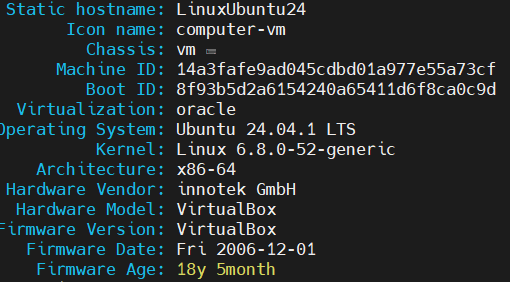 Static hostname: LinuxUbuntu24
Icon name: computer-vm
Chassis: vm
Machine ID: 14a3fafe9ad045cdbd01a977e55a73cf
Boot ID: 8f93b5d2a6154240a65411d6f8ca0c9d
Virtualization: oracle
Operating System: Ubuntu 24.04.1 LTS
Kernel: Linux 6.8.0-52-generic
Architecture: x86-64
Hardware Vendor: innotek GmbH
Hardware Model: VirtualBox
Firmware Version: VirtualBox
Firmware Date: Fri 2006-12-01
Firmware Age: 18y 5month